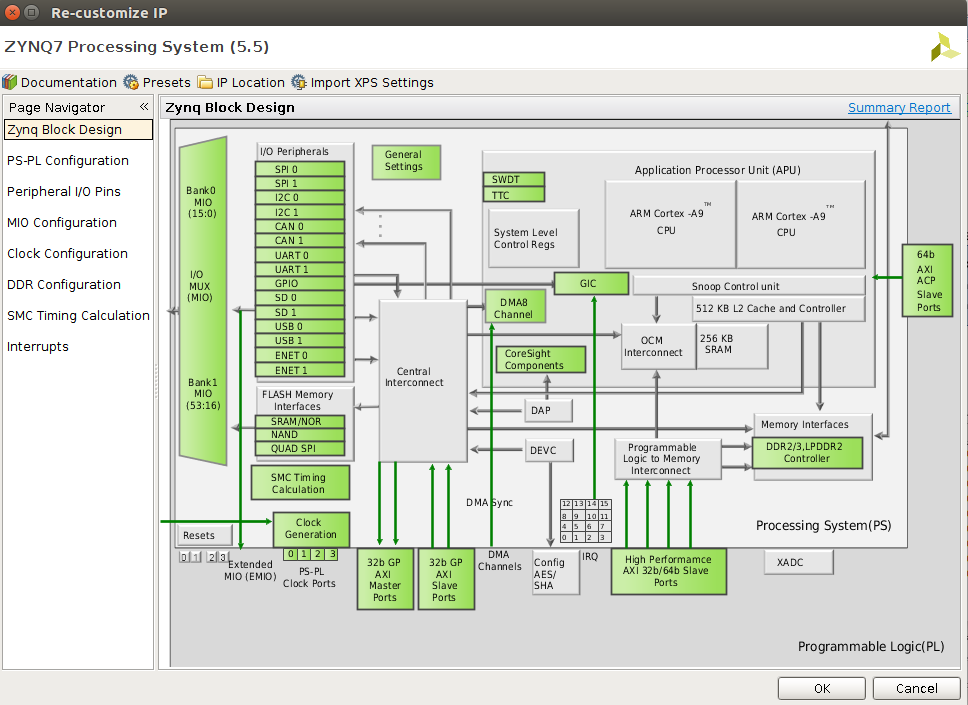 Re-customize IP
ZYNQ7 Processing System (5.5)
Documentation Presets IP Location Import XPS Settings
Page Navigator «
Zynq Block Design
PS-PL Configuration
Peripheral I/O Pins
MIO Configuration
Clock Configuration
DDR Configuration
SMC Timing Calculation
Interrupts
Zynq Block Design
Summary Report
Bank0
MIO
(15:0)
I/O
MUX
(MIO)
Bank1
MIO
(53:16)
I/O Peripherals
SPI 0
SPI 1
I2C 0
I2C 1
CAN 0
CAN 1
UART 0
UART 1
GPIO
SD 0
SD 1
USB 0
USB 1
ENET 0
ENET 1
FLASH Memory
Interfaces
SRAM/NOR
NAND
QUAD SPI
SMC Timing
Calculation
Clock
Generation
Resets
0 1 2 3
Extended
MIO (EMIO)
0 1 2 3
PS-PL
Clock Ports
General
Settings
Central
Interconnect
32b GP
AXI
Master
Ports
32b GP
AXI
Slave
Ports
Application Processor Unit (APU)
SWDT
TTC
System Level
Control Regs
ARM Cortex -A9™
CPU
ARM Cortex -A9™
CPU
GIC
Snoop Control unit
DMA8
Channel
512 KB L2 Cache and Controller
OCM
Interconnect
256 KB
SRAM
CoreSight
Components
DAP
DEVC
64b
AXI
ACP
Slave
Ports
Memory Interfaces
DDR2/3,LPDDR2
Controller
Programmable
Logic to Memory
Interconnect
DMA Sync
12 13 14 15
8 9 10 11
4 5 6 7
0 1 2 3
Processing System(PS)
DMA
Channels
Config
AES/
SHA
IRQ
High Performamce
AXI 32b/64b Slave
Ports
XADC
Programmable Logic(PL)
OK
Cancel